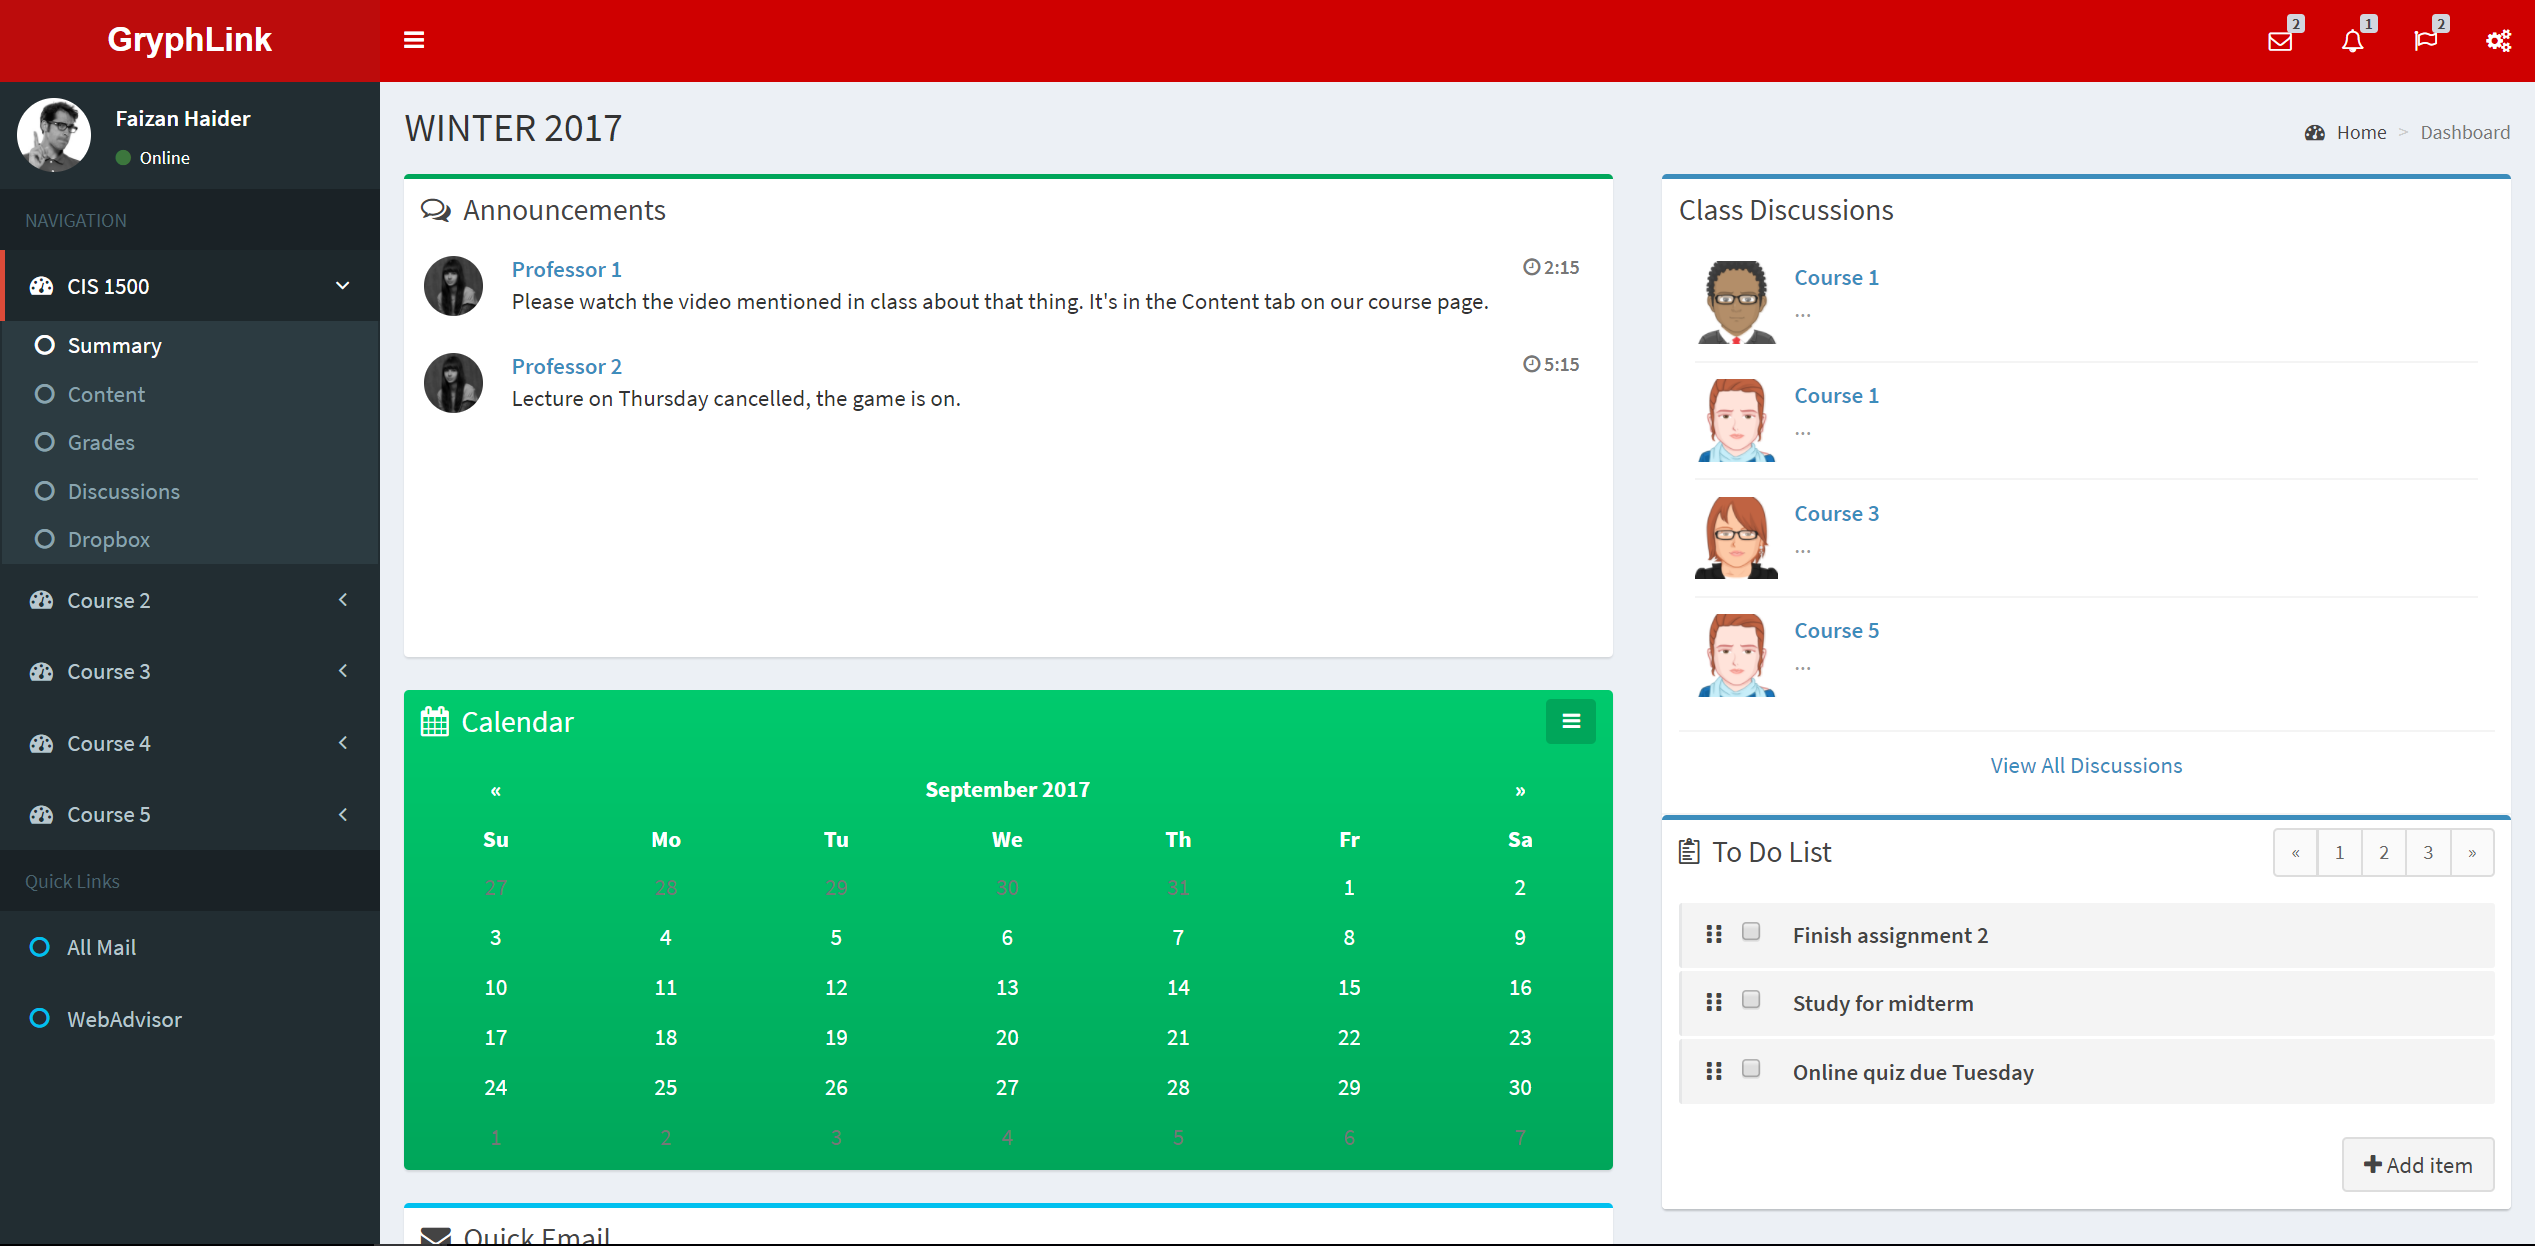 GryphLink
2
1
2
Faizan Haider
Online
NAVIGATION
CIS 1500
Summary
Content
Grades
Discussions
Dropbox
Course 2
Course 3
Course 4
Course 5
Quick Links
All Mail
WebAdvisor
WINTER 2017
Home > Dashboard
Announcements
Professor 1
2:15
Please watch the video mentioned in class about that thing. It's in the Content tab on our course page.
Professor 2
5:15
Lecture on Thursday cancelled, the game is on.
Calendar
« September 2017 »
Su Mo Tu We Th Fr Sa
27 28 29 30 31 1 2
3 4 5 6 7 8 9
10 11 12 13 14 15 16
17 18 19 20 21 22 23
24 25 26 27 28 29 30
1 2 3 4 5 6 7
Quick Email
Class Discussions
Course 1
...
Course 1
...
Course 3
...
Course 5
...
View All Discussions
To Do List
« 1 2 3 »
Finish assignment 2
Study for midterm
Online quiz due Tuesday
Add item